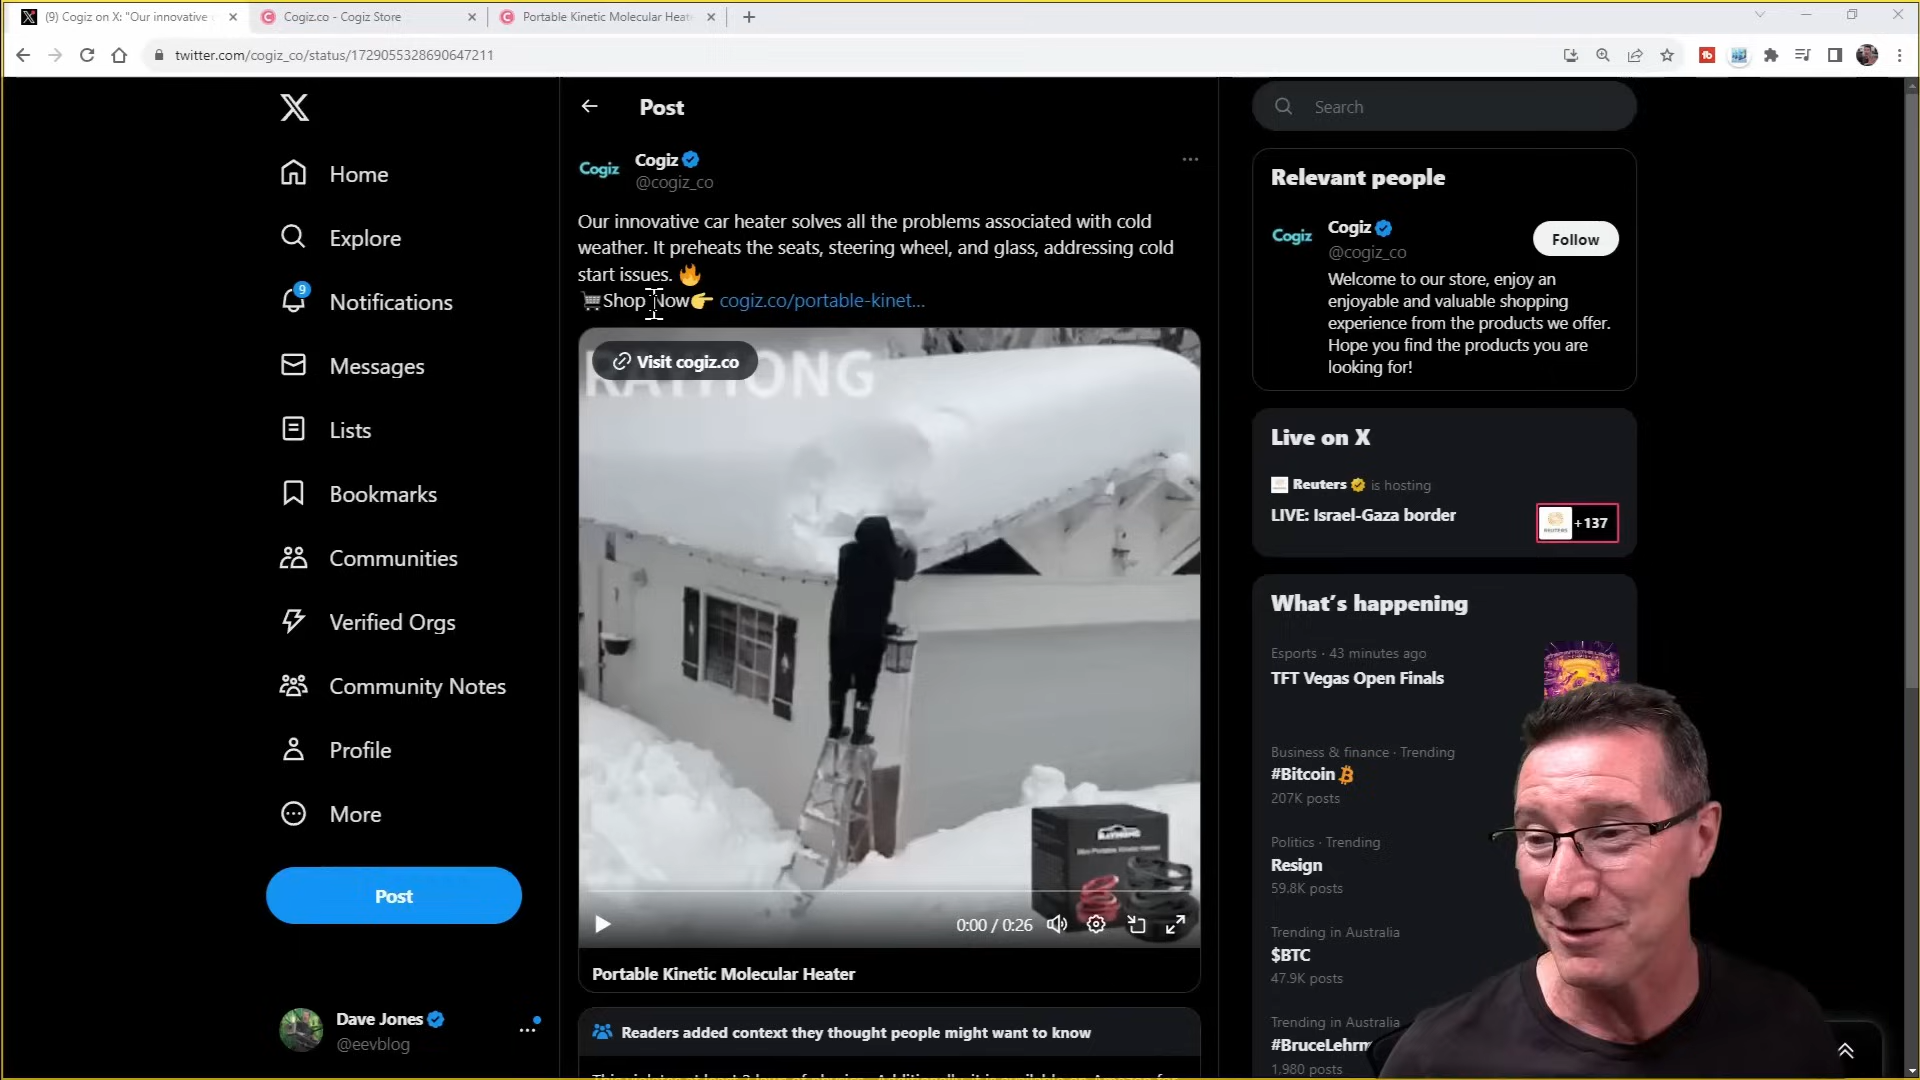 (9) Cogiz on X: "Our innovative
Cogiz.co - Cogiz Store
Portable Kinetic Molecular Heat
twitter.com/cogiz_co/status/1729055328690647211
Home
Explore
9
Notifications
Messages
Lists
Bookmarks
Communities
Verified Orgs
Community Notes
Profile
More
Post
Dave Jones
@eevblog
Post
Cogiz
Cogiz
@cogiz_co
Our innovative car heater solves all the problems associated with cold
weather. It preheats the seats, steering wheel, and glass, addressing cold
start issues. 🔥
🛒Shop Now👉 cogiz.co/portable-kinet...
Visit cogiz.co
RAYHONG
RAYHONG
0:00 / 0:26
Portable Kinetic Molecular Heater
Readers added context they thought people might want to know
Search
Relevant people
Cogiz
Cogiz
@cogiz_co
Follow
Welcome to our store, enjoy an
enjoyable and valuable shopping
experience from the products we offer.
Hope you find the products you are
looking for!
Live on X
Reuters is hosting
LIVE: Israel-Gaza border
REUTERS
+137
What's happening
Esports · 43 minutes ago
TFT Vegas Open Finals
Business & finance · Trending
#Bitcoin
207K posts
Politics · Trending
Resign
59.8K posts
Trending in Australia
$BTC
47.9K posts
Trending in Australia
#BruceLehrm
1,980 posts